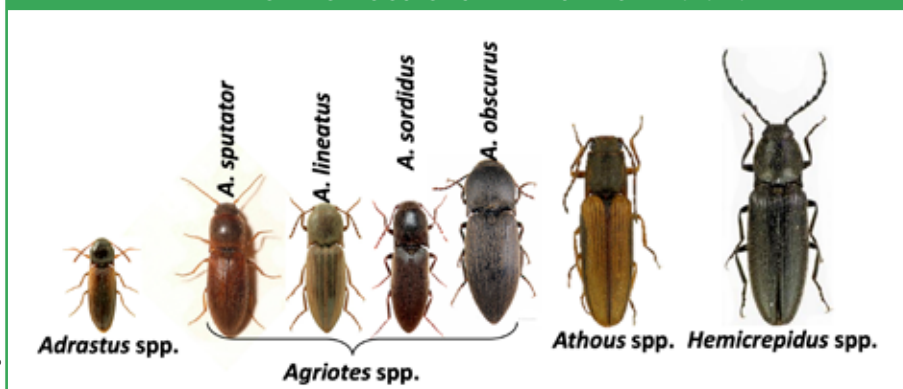 A. sputator
A. lineatus
A. sordidus
A. obscurus
Adrastus spp.
Agriotes spp.
Athous spp.
Hemicrepidus spp.